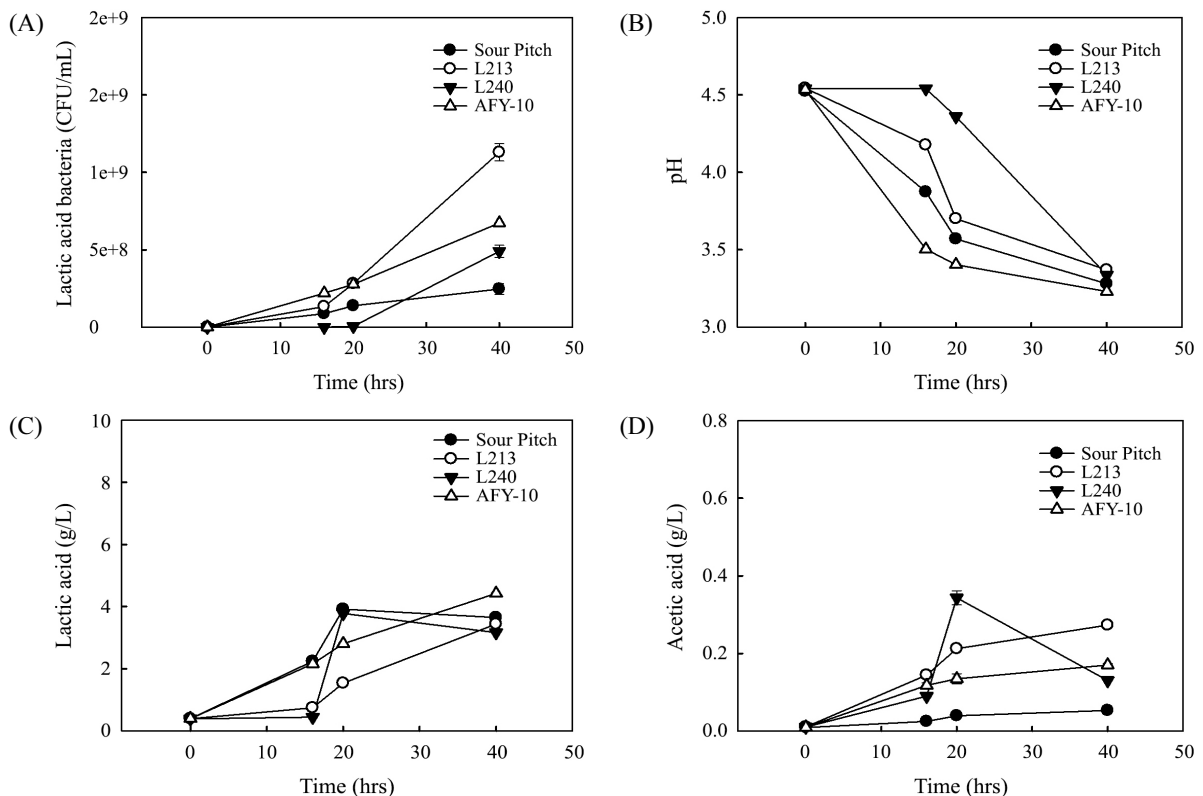 (A)
2e+9
2e+9
1e+9
5e+8
0
Lactic acid bacteria (CFU/mL)
Sour Pitch
L213
L240
AFY-10
0 10 20 30 40 50
Time (hrs)
(B)
5.0
4.5
4.0
3.5
3.0
pH
Sour Pitch
L213
L240
AFY-10
0 10 20 30 40 50
Time (hrs)
(C)
10
8
6
4
2
0
Lactic acid (g/L)
Sour Pitch
L213
L240
AFY-10
0 10 20 30 40 50
Time (hrs)
(D)
0.8
0.6
0.4
0.2
0.0
Acetic acid (g/L)
Sour Pitch
L213
L240
AFY-10
0 10 20 30 40 50
Time (hrs)